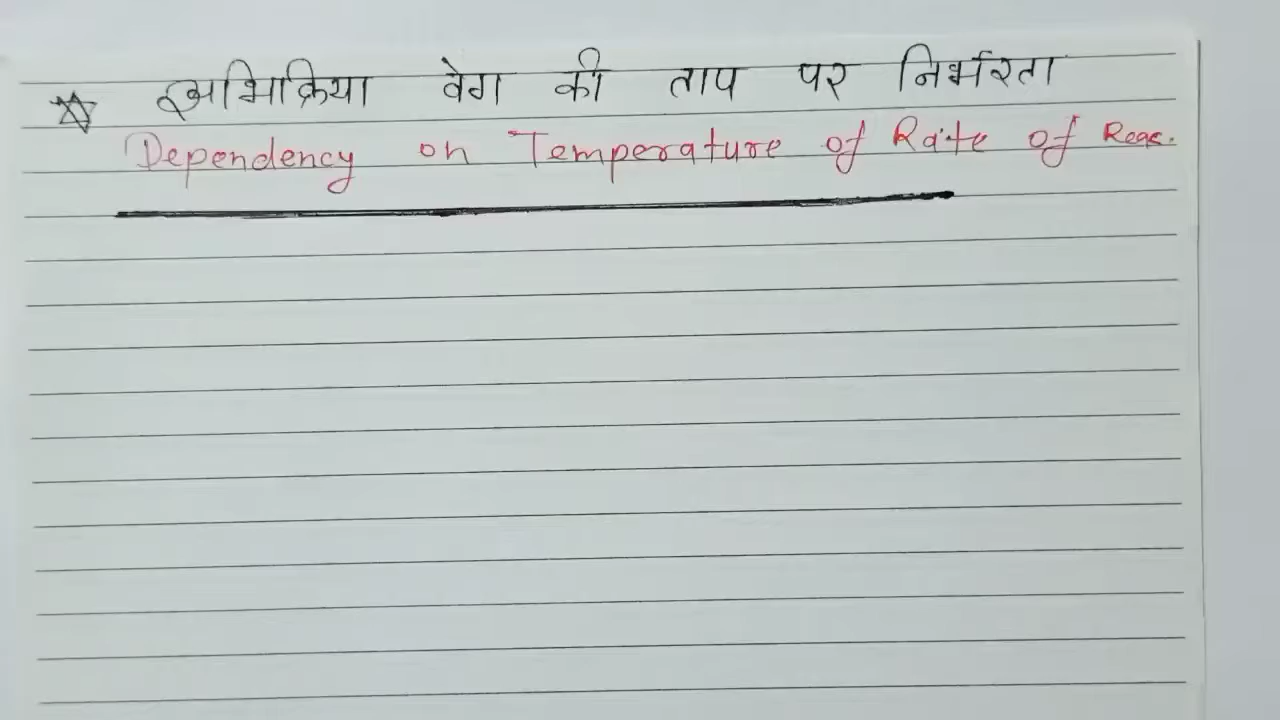 अभिक्रिया वेग की ताप पर निर्भरता
Dependency on Temperature of Rate of Reac.